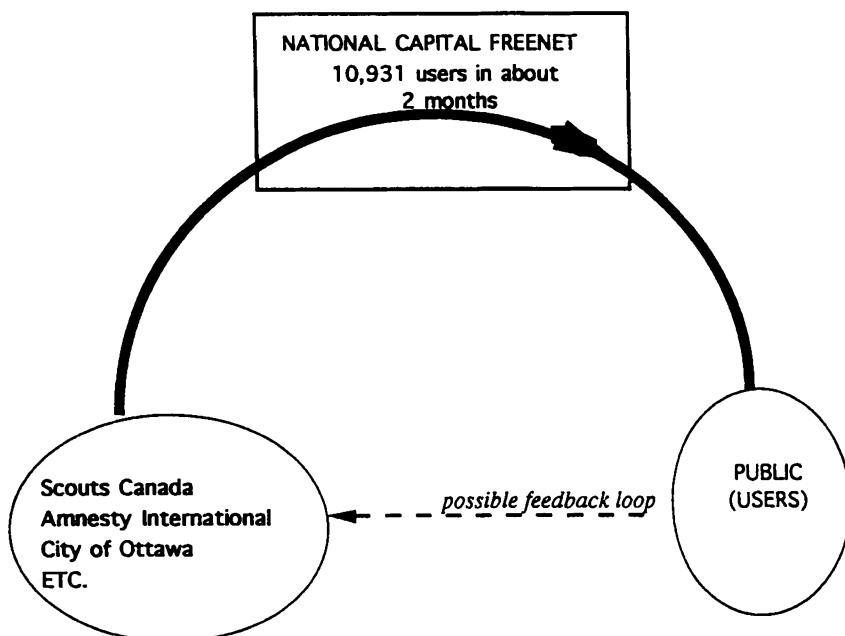 NATIONAL CAPITAL FREENET
10,931 users in about
2 months
Scouts Canada
Amnesty International
City of Ottawa
ETC.
possible feedback loop
PUBLIC
(USERS)